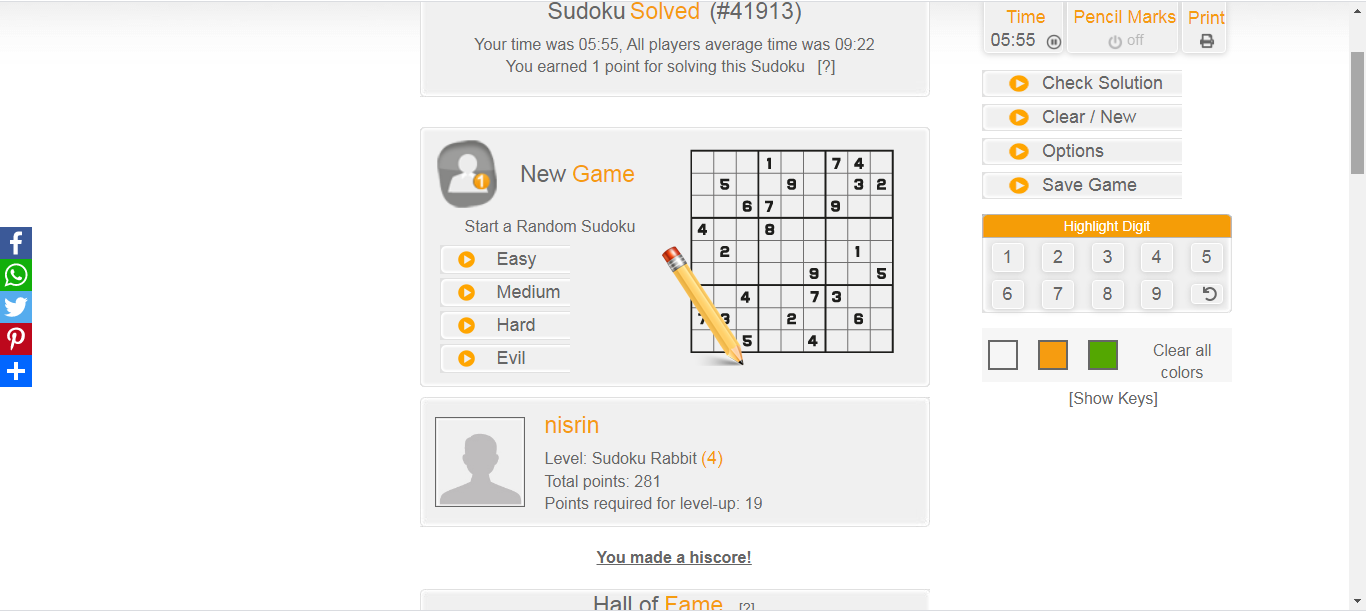 Sudoku Solved (#41913)
Your time was 05:55, All players average time was 09:22
You earned 1 point for solving this Sudoku [?]
Time
05:55
Pencil Marks
off
Print
Check Solution
Clear / New
Options
Save Game
Highlight Digit
1 2 3 4 5
6 7 8 9
Clear all
colors
[Show Keys]
1
New Game
Start a Random Sudoku
Easy
Medium
Hard
Evil
1 7 4
5 9 3 2
6 7 9
4 8
2 1
9 5
4 7 3
7 3 2 6
5 4
nisrin
Level: Sudoku Rabbit (4)
Total points: 281
Points required for level-up: 19
You made a hiscore!
Hall of Fame [?]